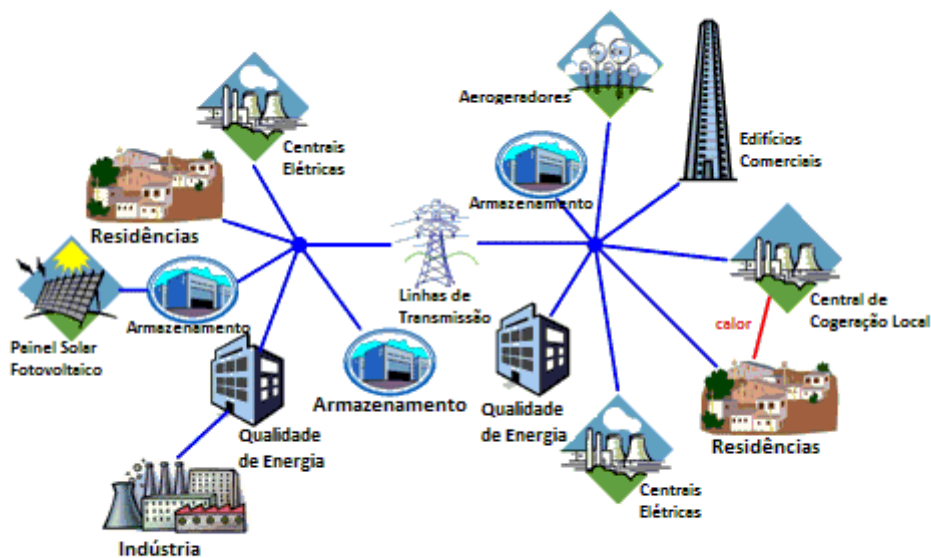 Aerogeradores
Centrais
Elétricas
Edifícios
Comerciais
Armazenamento
Residências
Linhas de
Transmissão
Armazenamento
Painel Solar
Fotovoltaico
Central de
Cogeração Local
calor
Armazenamento
Qualidade
de Energia
Qualidade
de Energia
Residências
Centrais
Elétricas
Indústria